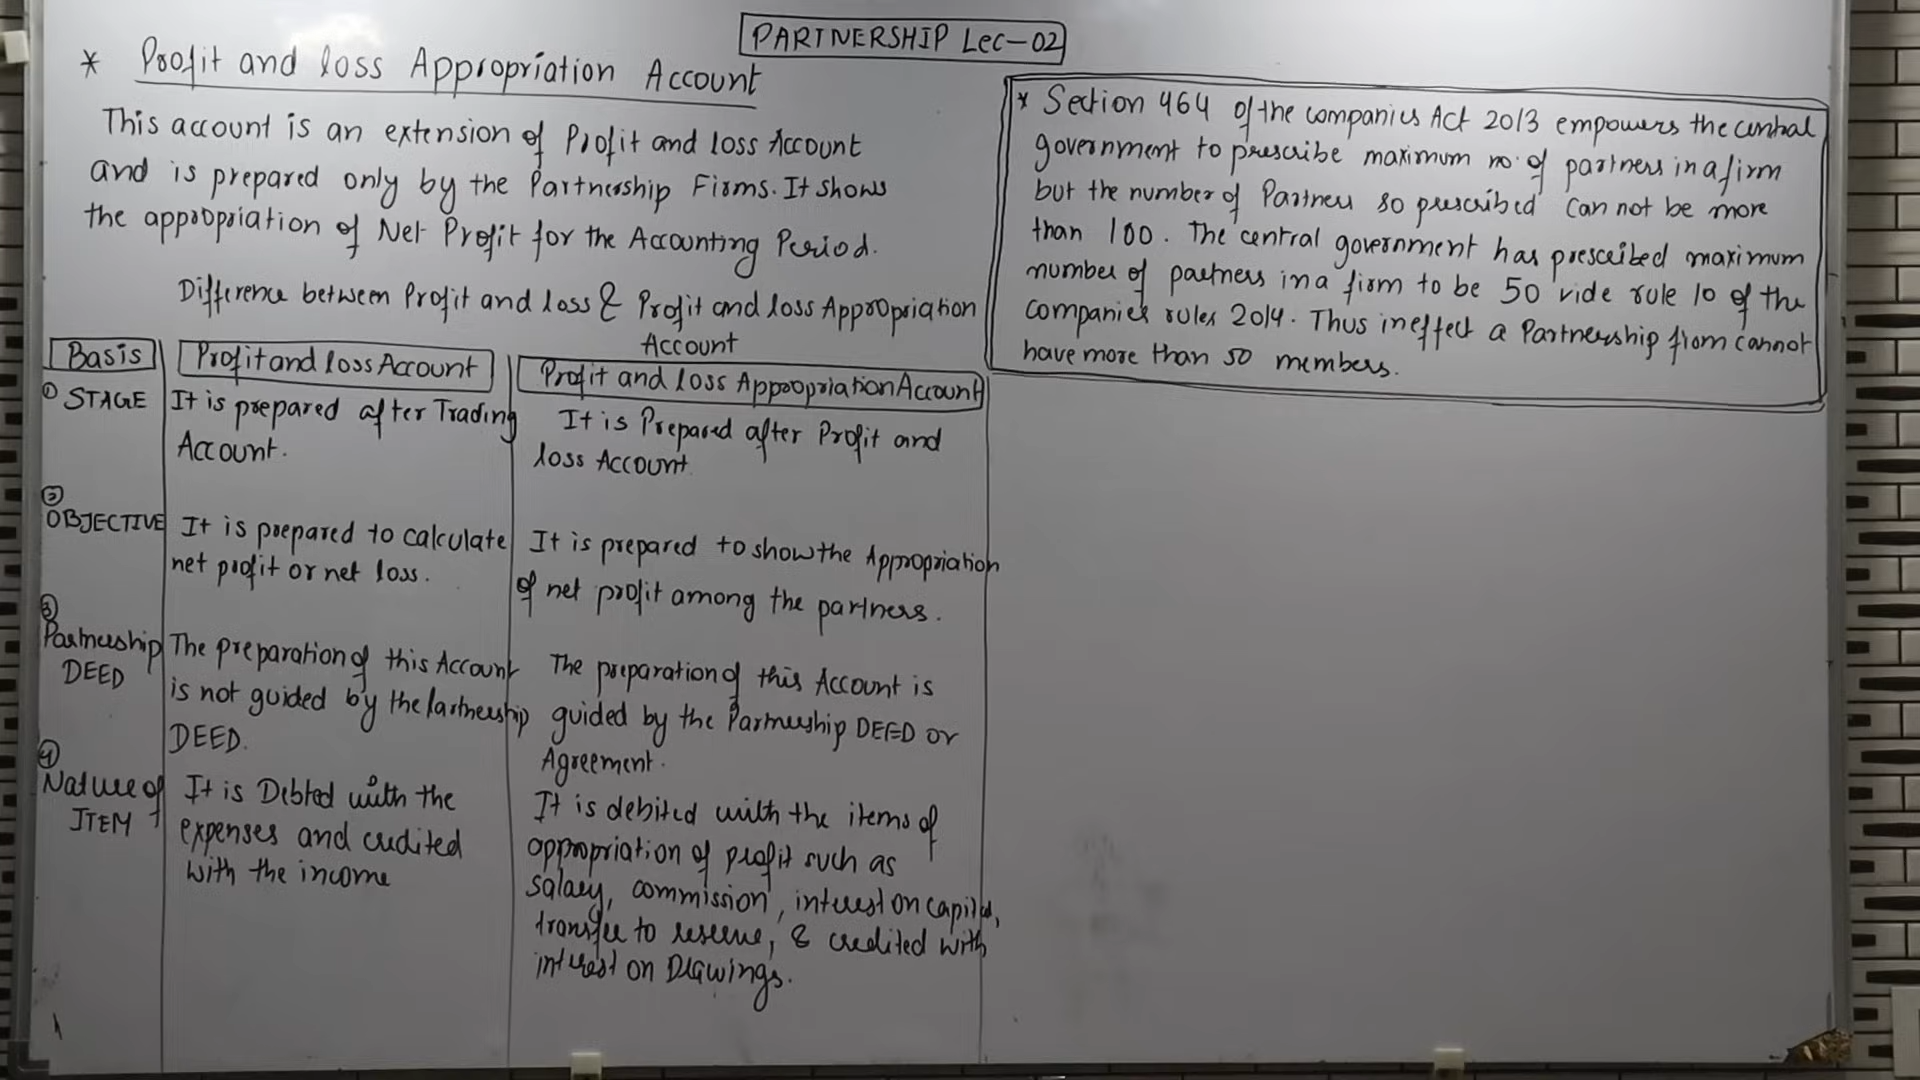 PARTNERSHIP Lec-02
* Profit and loss Appropriation Account
This account is an extension of Profit and loss Account
and is prepared only by the Partnership Firms. It shows
the appropriation of Net Profit for the Accounting Period.
Difference between Profit and loss & Profit and loss Appropriation
Account
Basis
Profit and loss Account
Profit and loss Appropriation Account
① STAGE
It is prepared after Trading
Account.
It is Prepared after Profit and
loss Account
②
OBJECTIVE
It is prepared to calculate
net profit or net loss.
It is prepared to show the Appropriation
of net profit among the partners.
③
Partnership
DEED
The preparation of this Account
is not guided by the Partnership
DEED.
The preparation of this Account is
guided by the Partnership DEED or
Agreement.
④
Nature of
ITEM
It is Debted with the
expenses and credited
with the income
It is debited with the items of
appropriation of profit such as
salary, commission, interest on capital,
transfer to reserve, & credited with
interest on Drawings.
* Section 464 of the companies Act 2013 empowers the central
government to prescribe maximum no. of partners in a firm
but the number of Partners so prescribed can not be more
than 100. The central government has prescribed maximum
number of partners in a firm to be 50 vide rule 10 of the
companies rules 2014. Thus in effect a Partnership from cannot
have more than 50 members.